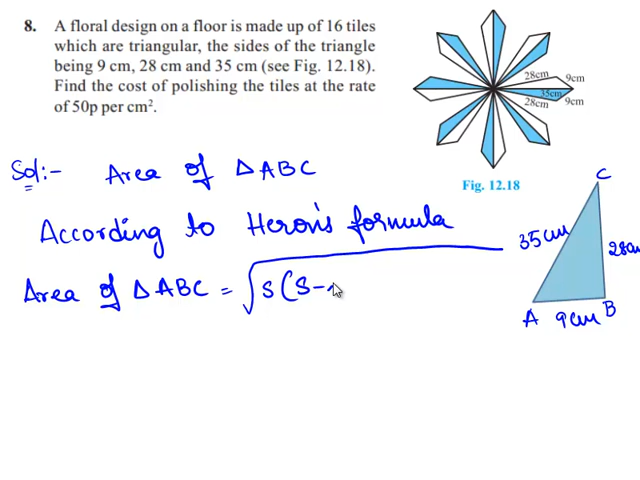 8. A floral design on a floor is made up of 16 tiles
which are triangular, the sides of the triangle
being 9 cm, 28 cm and 35 cm (see Fig. 12.18).
Find the cost of polishing the tiles at the rate
of 50p per cm².
28cm 9cm
35cm
28cm 9cm
Fig. 12.18
Sol:- Area of △ABC
According to Heron's formula
Area of △ABC = √s(s-
C
35cm
A 9cm B